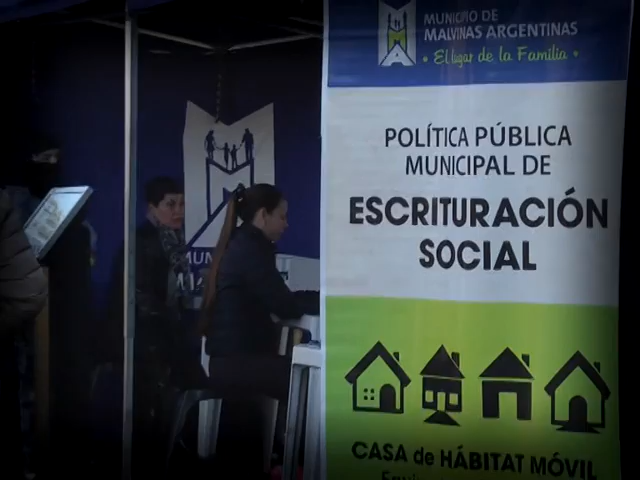 MUNICIPIO DE
MALVINAS ARGENTINAS
El lugar de la Familia
POLÍTICA PÚBLICA
MUNICIPAL DE
ESCRITURACIÓN
SOCIAL
CASA de HÁBITAT MÓVIL